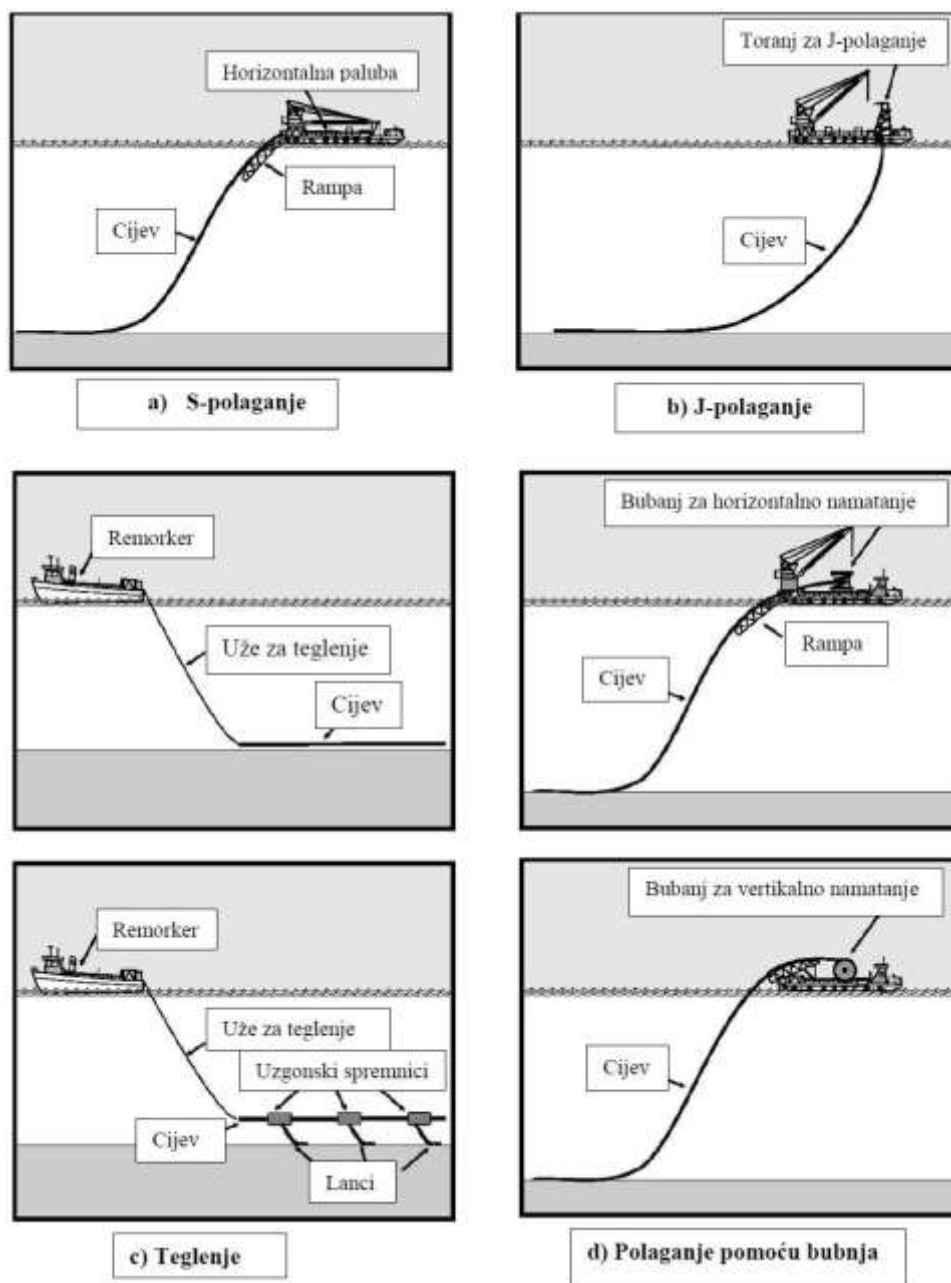 Horizontalna paluba
Rampa
Cijev
a) S-polaganje
Toranj za J-polaganje
Cijev
b) J-polaganje
Remorker
Uže za teglenje
Cijev
Bubanj za horizontalno namatanje
Rampa
Cijev
Remorker
Uže za teglenje
Uzgonski spremnici
Cijev
Lanci
c) Teglenje
Bubanj za vertikalno namatanje
Cijev
d) Polaganje pomoću bubnja